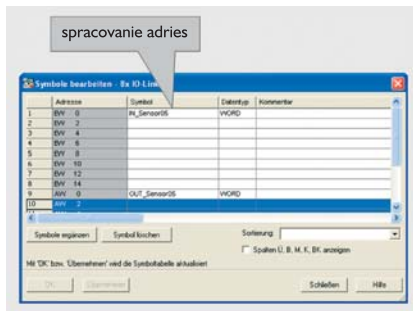 spracovanie adries
Symbole bearbeiten - 8x IO-Link
Adresse Symbol Datentyp Kommentar
1 EW 0 IN_Sensor05 WORD
2 EW 2
3 EW 4
4 EW 6
5 EW 8
6 EW 10
7 EW 12
8 EW 14
9 AW 0 OUT_Sensor05 WORD
10 AW 2
Symbole ergänzen Symbol löschen Sortierung:
Spalten Ü, B, M, K, BK anzeigen
Mit 'OK' bzw. 'Übernehmen' wird die Symboltabelle aktualisiert
OK Übernehmen Schließen Hilfe